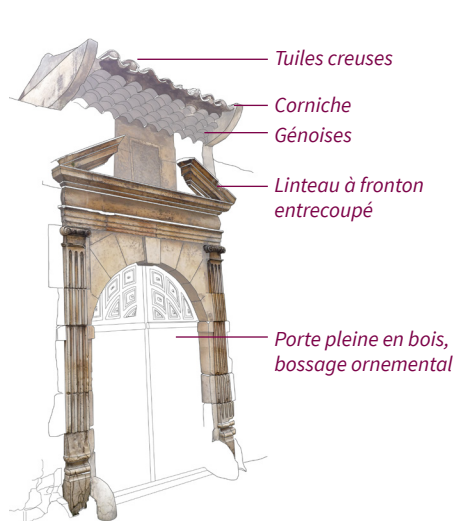 Tuiles creuses
Corniche
Génoises
Linteau à fronton
entrecoupé
Porte pleine en bois,
bossage ornemental